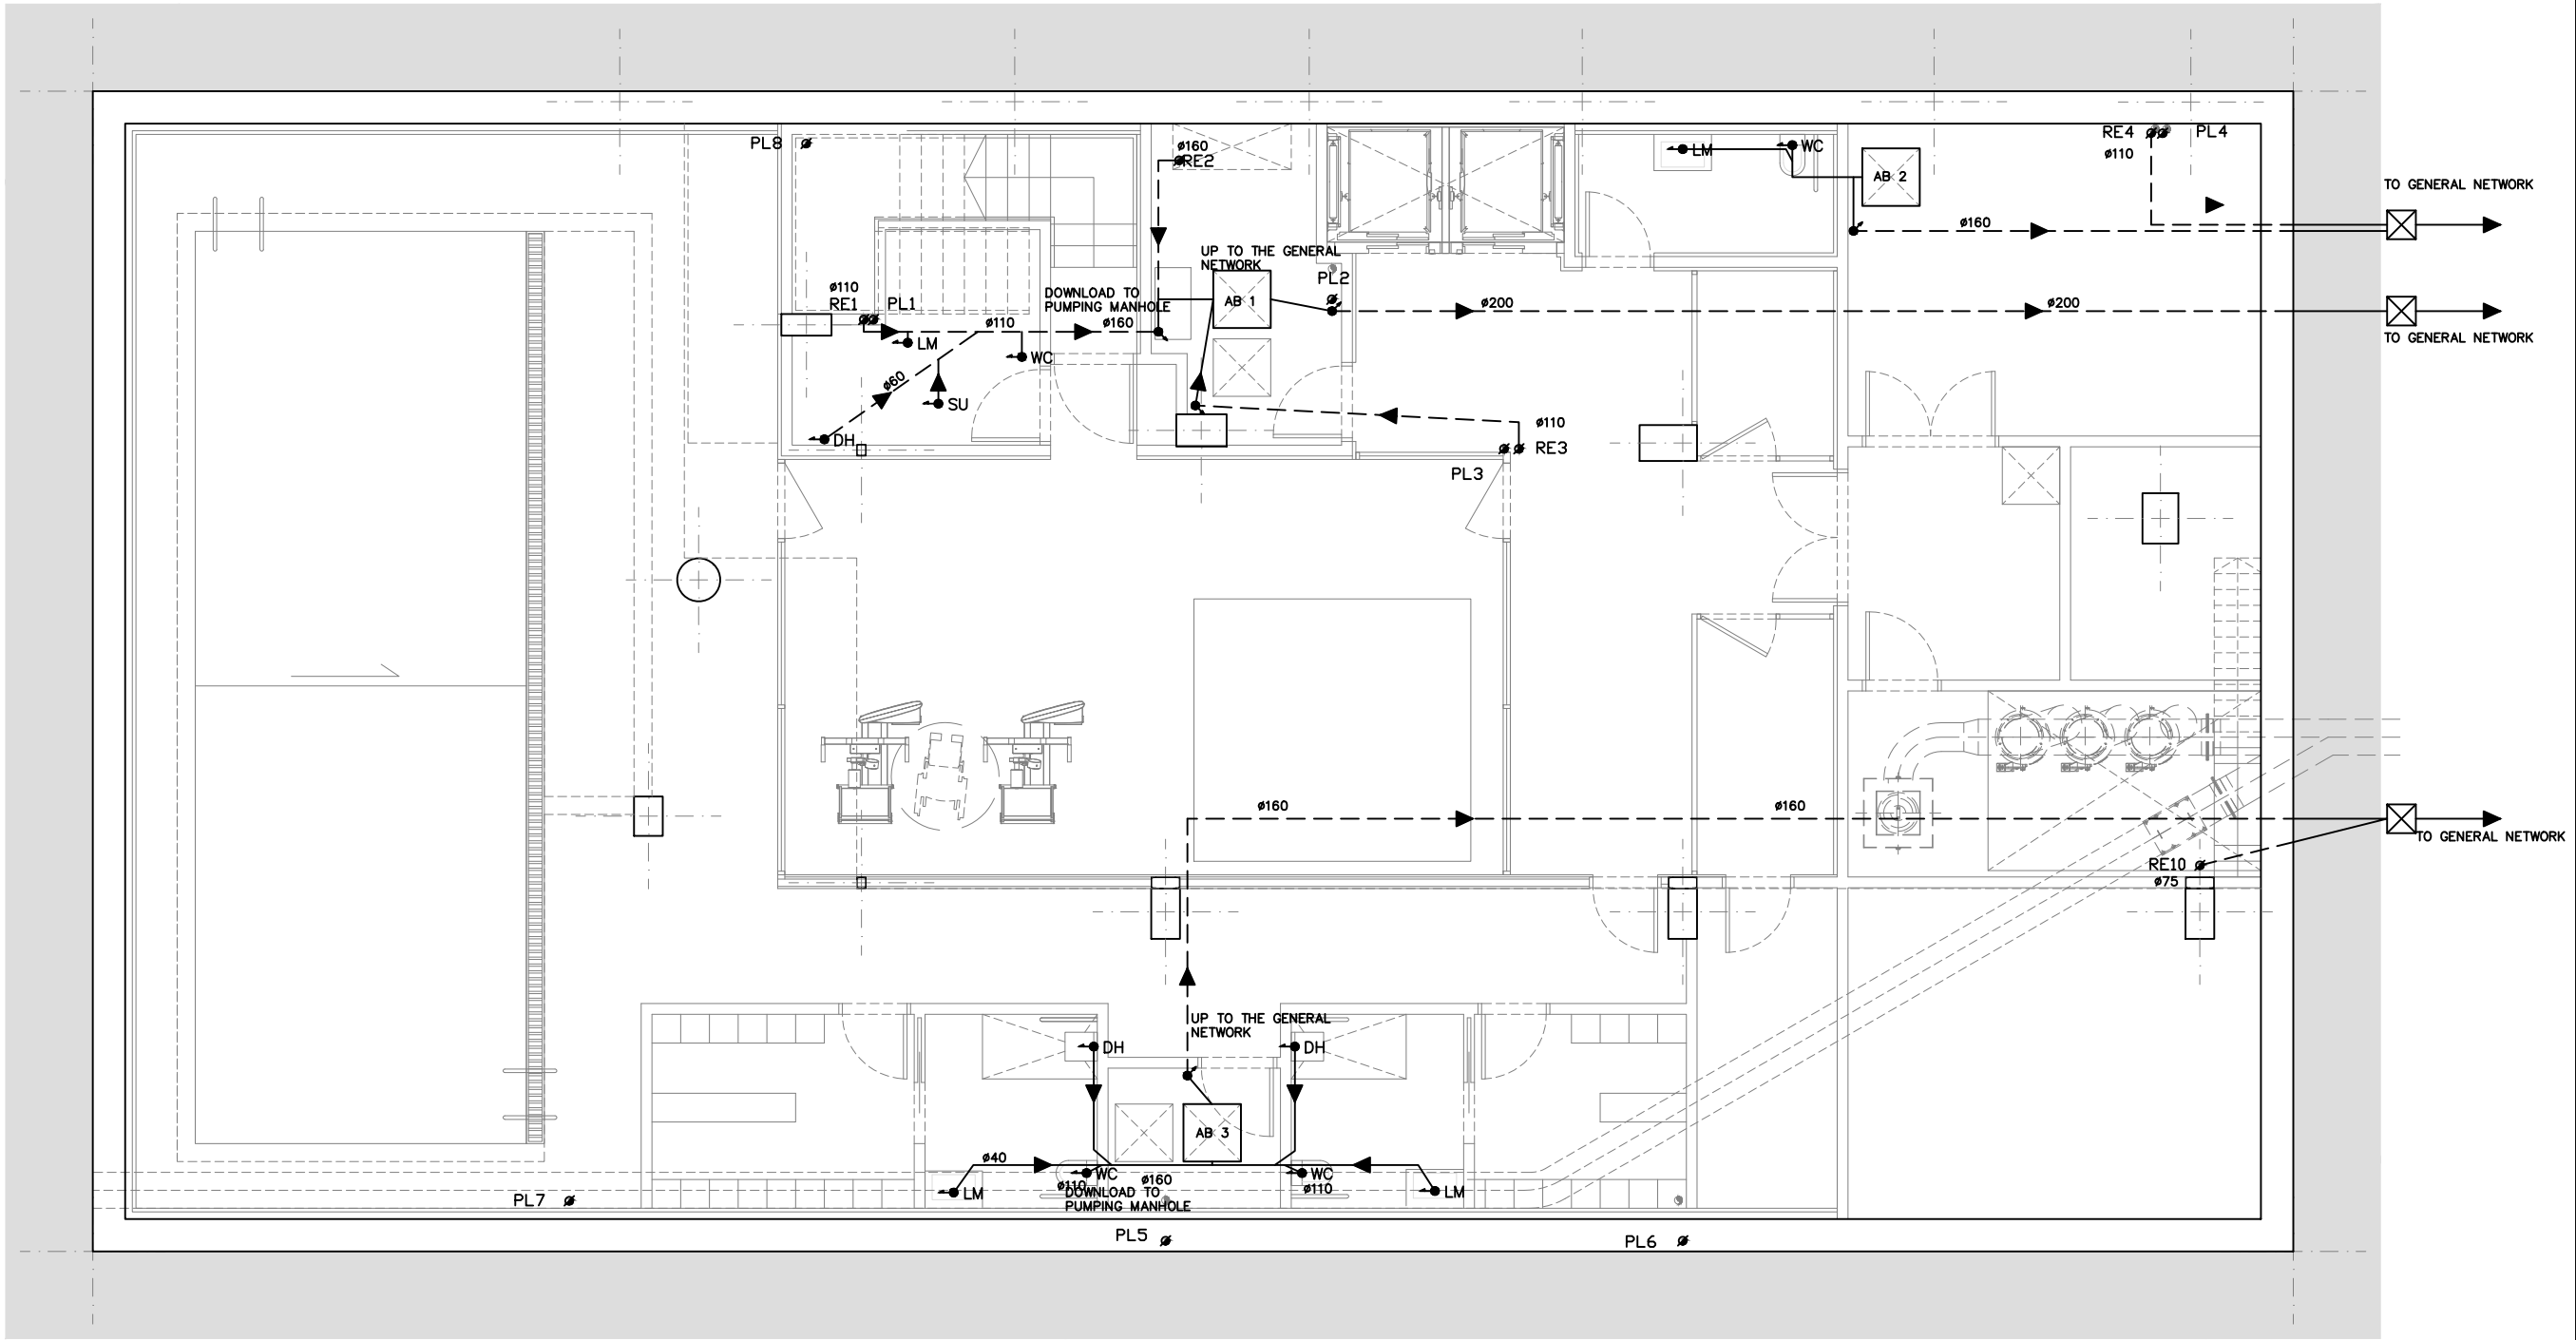 RE4
PL4
PL8
ø160
RE2
LM
WC
ø110
AB 2
TO GENERAL NETWORK
ø160
UP TO THE GENERAL
NETWORK
PL2
ø110
RE1
PL1
DOWNLOAD TO
PUMPING MANHOLE
AB 1
ø200
ø200
ø110
ø160
TO GENERAL NETWORK
LM
WC
ø60
SU
DH
ø110
RE3
PL3
ø160
ø160
TO GENERAL NETWORK
RE10
ø75
UP TO THE GENERAL
NETWORK
DH
DH
AB 3
ø40
WC
ø160
WC
ø110
ø110
LM
DOWNLOAD TO
PUMPING MANHOLE
LM
PL7
PL5
PL6